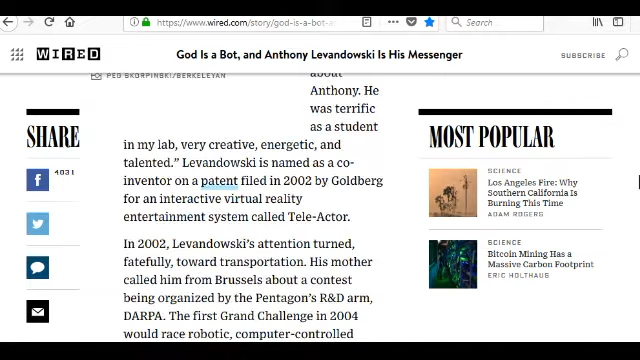 https://www.wired.com/story/god-is-a-bot-a
Search
WIRED
God Is a Bot, and Anthony Levandowski Is His Messenger
SUBSCRIBE
PEG SKORPINSKI/BERKELEYAN
about
Anthony. He
was terrific
as a student
in my lab, very creative, energetic, and
talented.” Levandowski is named as a co-
inventor on a patent filed in 2002 by Goldberg
for an interactive virtual reality
entertainment system called Tele-Actor.
In 2002, Levandowski’s attention turned,
fatefully, toward transportation. His mother
called him from Brussels about a contest
being organized by the Pentagon’s R&D arm,
DARPA. The first Grand Challenge in 2004
would race robotic, computer-controlled
SHARE
4031
MOST POPULAR
SCIENCE
Los Angeles Fire: Why
Southern California Is
Burning This Time
ADAM ROGERS
SCIENCE
Bitcoin Mining Has a
Massive Carbon Footprint
ERIC HOLTHAUS